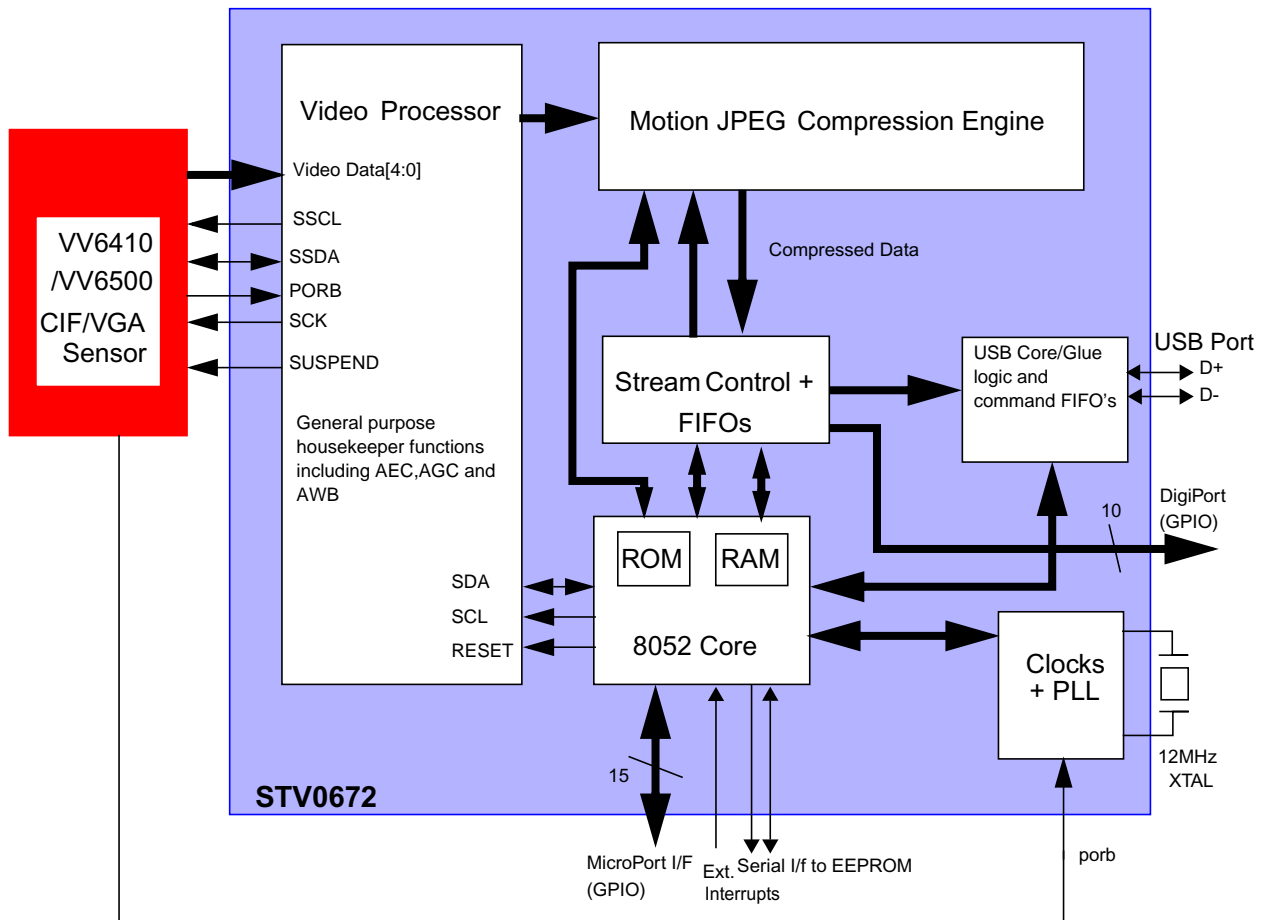 Video Processor
Motion JPEG Compression Engine
Video Data[4:0]
SSCL
SSDA
PORB
SCK
SUSPEND
VV6410
/VV6500
CIF/VGA
Sensor
General purpose
housekeeper functions
including AEC,AGC and
AWB
Compressed Data
Stream Control +
FIFOs
USB Core/Glue
logic and
command FIFO's
USB Port
D+
D-
DigiPort
(GPIO)
10
ROM
RAM
8052 Core
SDA
SCL
RESET
Clocks
+ PLL
12MHz
XTAL
15
STV0672
MicroPort I/F
(GPIO)
Ext.
Interrupts
Serial I/f to EEPROM
porb